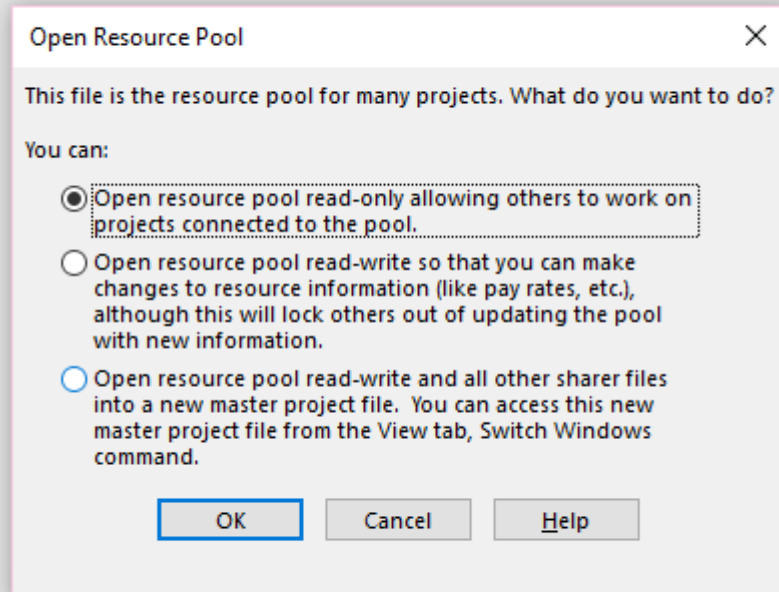 Open Resource Pool
This file is the resource pool for many projects. What do you want to do?
You can:
Open resource pool read-only allowing others to work on
projects connected to the pool.
Open resource pool read-write so that you can make
changes to resource information (like pay rates, etc.),
although this will lock others out of updating the pool
with new information.
Open resource pool read-write and all other sharer files
into a new master project file.  You can access this new
master project file from the View tab, Switch Windows
command.
OK
Cancel
Help